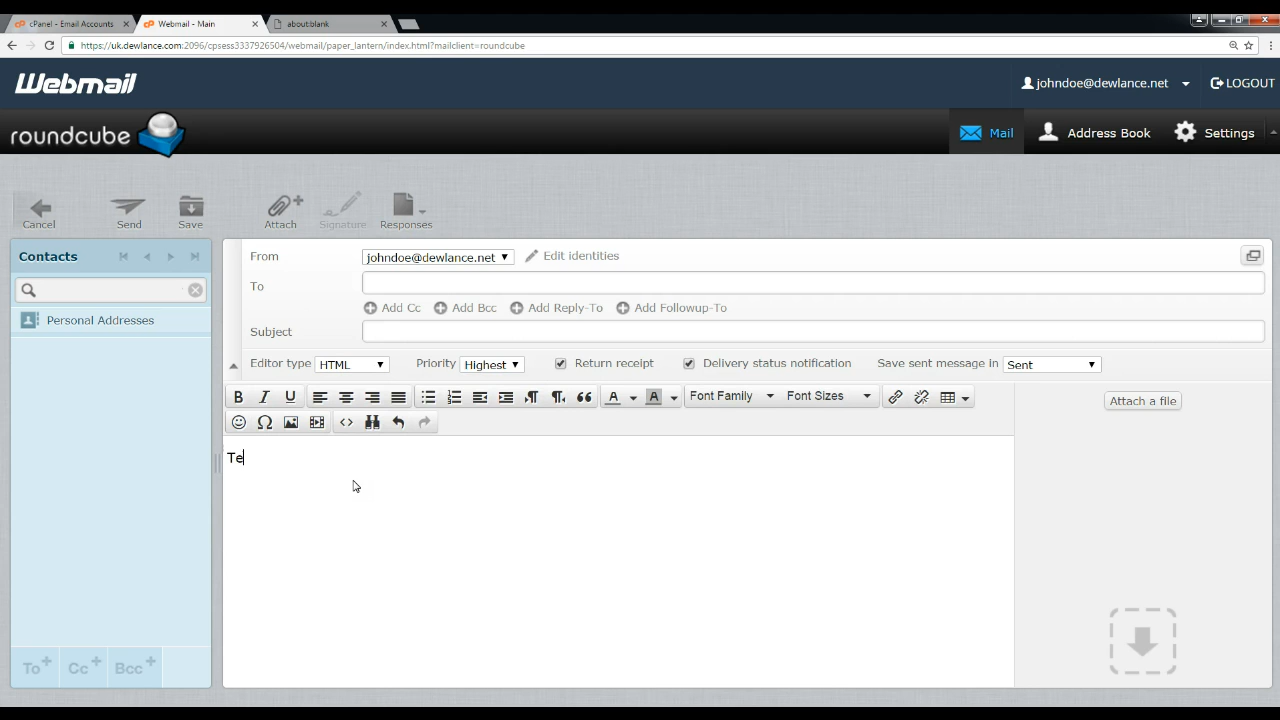 cPanel - Email Accounts
Webmail - Main
about:blank
https://uk.dewlance.com:2096/cpsess3337926504/webmail/paper_lantern/index.html?mailclient=roundcube
Webmail
johndoe@dewlance.net
LOGOUT
roundcube
Mail
Address Book
Settings
Cancel
Send
Save
Attach
Signature
Responses
Contacts
From
johndoe@dewlance.net
Edit identities
To
Personal Addresses
Add Cc
Add Bcc
Add Reply-To
Add Followup-To
Subject
Editor type
HTML
Priority
Highest
Return receipt
Delivery status notification
Save sent message in
Sent
B I U
A
A
Font Family
Font Sizes
Attach a file
Te
To+
Cc+
Bcc+